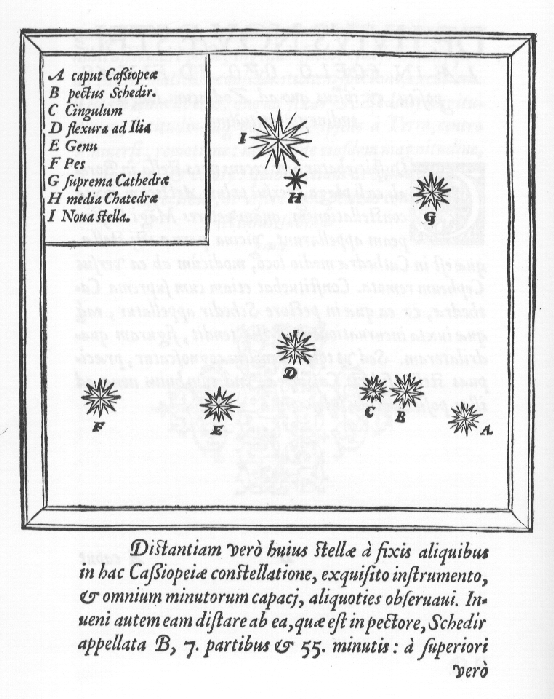 A caput Caſsiopeæ
B pectus Schedir.
C Cingulum
D flexura ad Ilia
E Genu
F Pes
G ſuprema Cathedræ
H media Chatedræ
I Noua ſtella.
I
H
G
D
F
E
C
B
A
Distantiam verò huius stellæ à fixis aliquibus
in hac Caſsiopeiæ constellatione, exquiſito inſtrumento,
& omnium minutorum capacj, aliquoties obſeruaui. In-
ueni autem eam diſtare ab ea, quæ eſt in pectore, Schedir
appellata B, 7. partibus & 55. minutis: à ſuperiori
verò